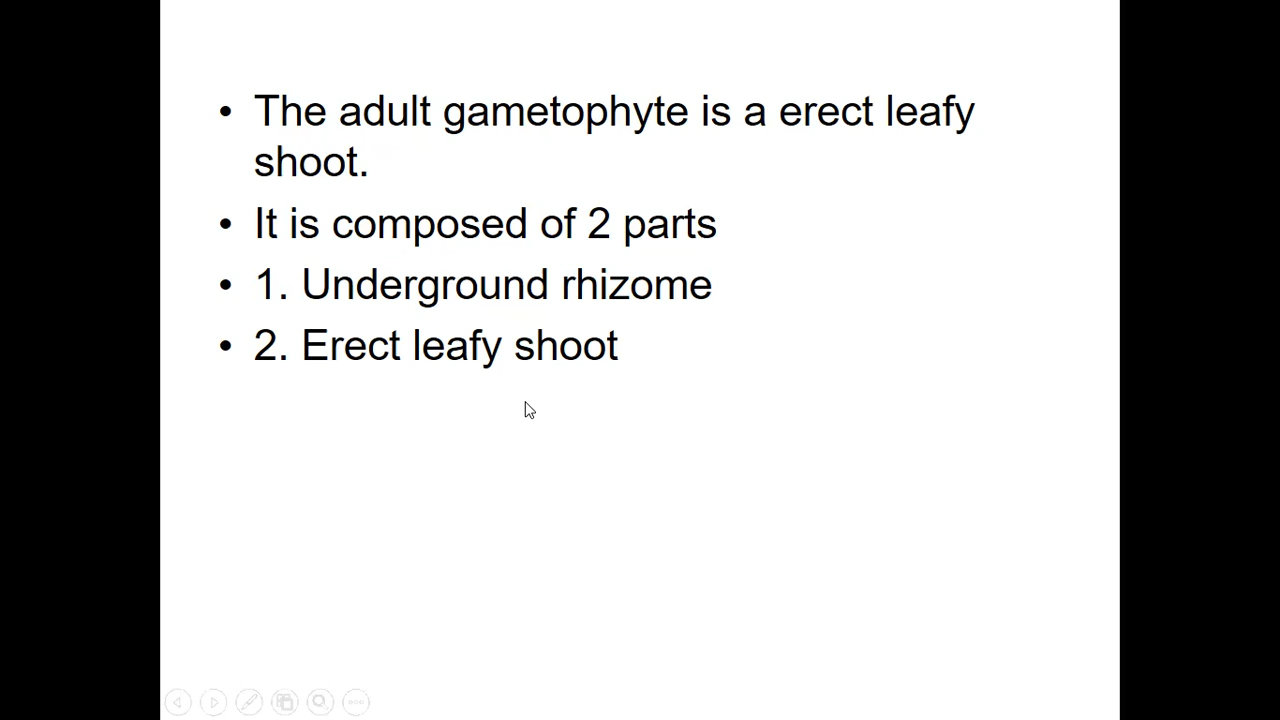 • The adult gametophyte is a erect leafy
shoot.
• It is composed of 2 parts
• 1. Underground rhizome
• 2. Erect leafy shoot